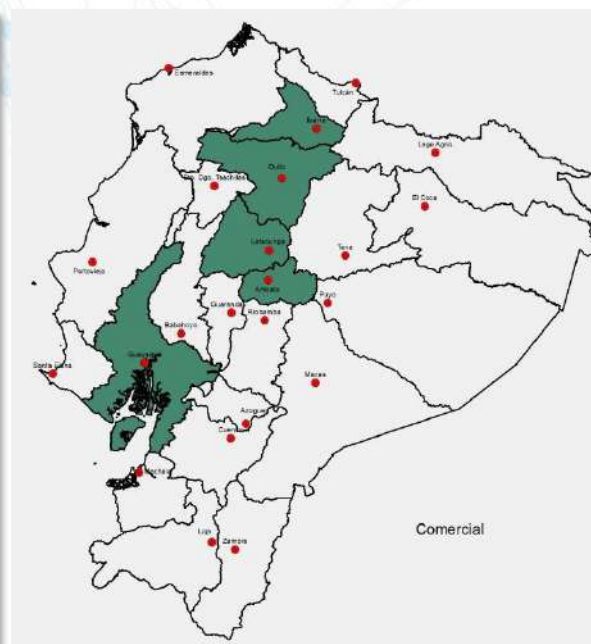 Esmeraldas
Tulcán
Ibarra
Lago Agrio
Quito
Sto. Dgo. Tsáchilas
El Coca
Latacunga
Tena
Portoviejo
Ambato
Puyo
Guaranda
Riobamba
Babahoyo
Guayaquil
Santa Elena
Macas
Azogues
Cuenca
Machala
Comercial
Loja
Zamora